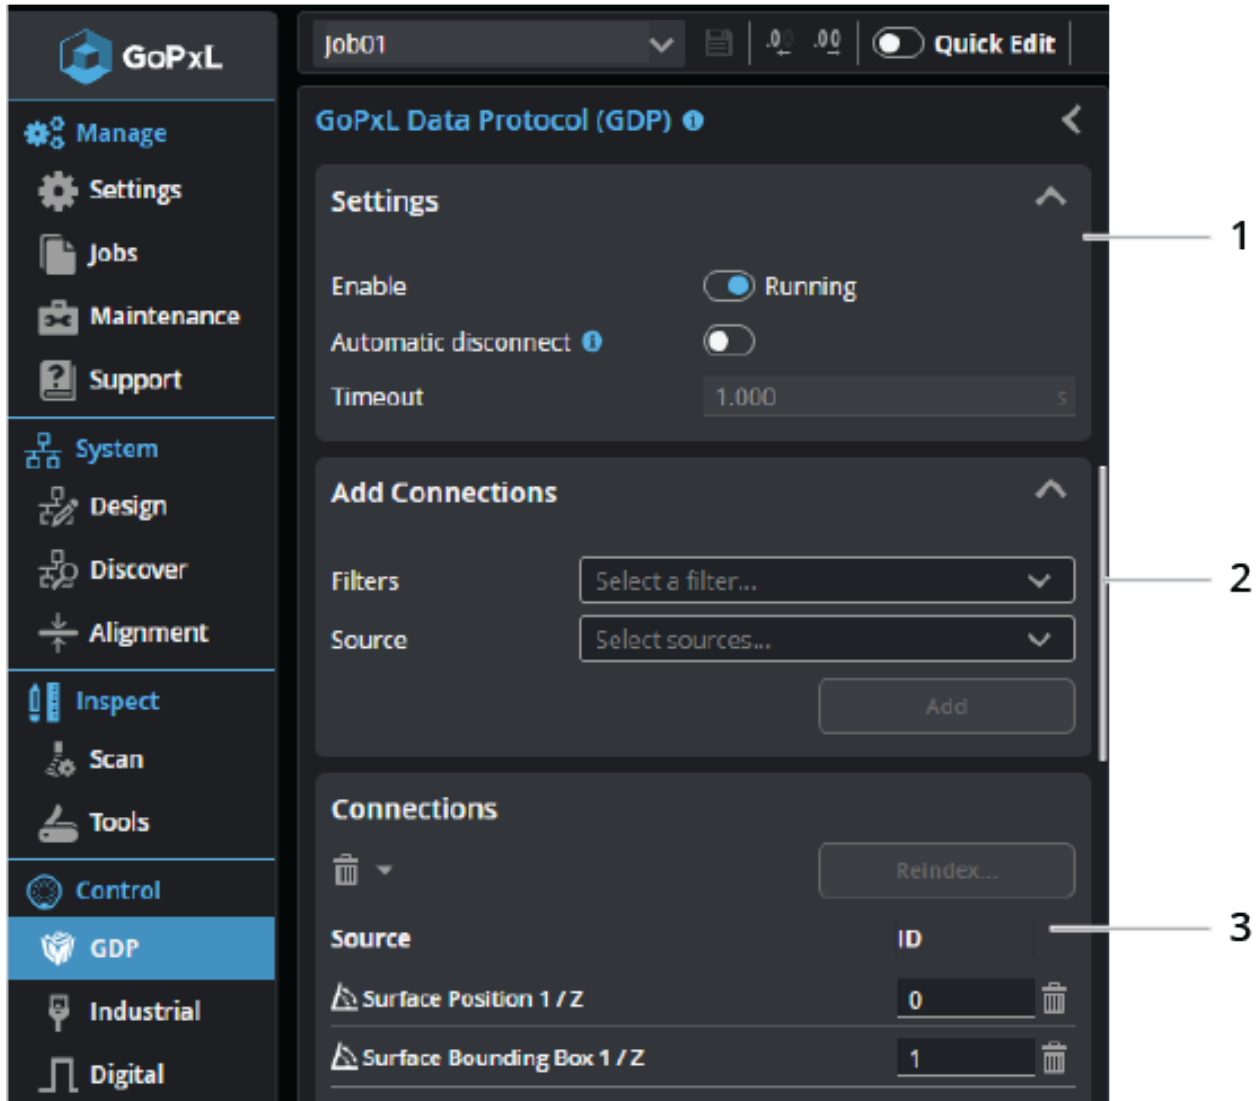 GoPxL
Manage
Settings
Jobs
Maintenance
Support
System
Design
Discover
Alignment
Inspect
Scan
Tools
Control
GDP
Industrial
Digital
Job01
.0 .00 Quick Edit
GoPxL Data Protocol (GDP)
Settings
Enable Running
Automatic disconnect
Timeout 1.000 s
Add Connections
Filters Select a filter...
Source Select sources...
Add
Connections
Reindex...
Source ID
Surface Position 1 / Z 0
Surface Bounding Box 1 / Z 1
1
2
3